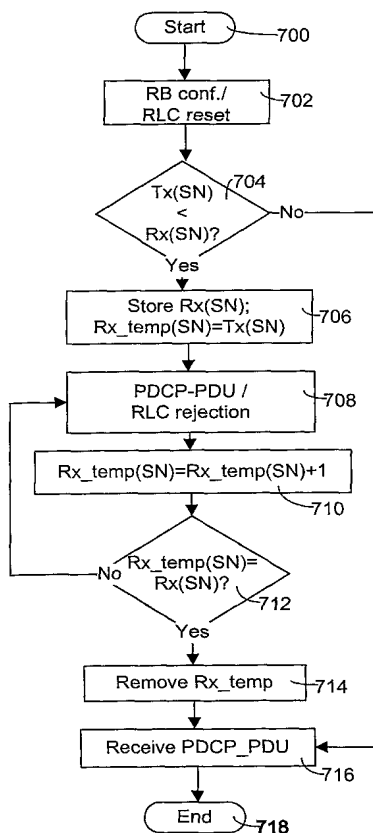 Start
700
RB conf./
RLC reset
702
Tx(SN)
<
Rx(SN)?
704
No
Yes
Store Rx(SN);
Rx_temp(SN)=Tx(SN)
706
PDCP-PDU /
RLC rejection
708
Rx_temp(SN)=Rx_temp(SN)+1
710
Rx_temp(SN)=
Rx(SN)?
712
No
Yes
Remove Rx_temp
714
Receive PDCP_PDU
716
End
718